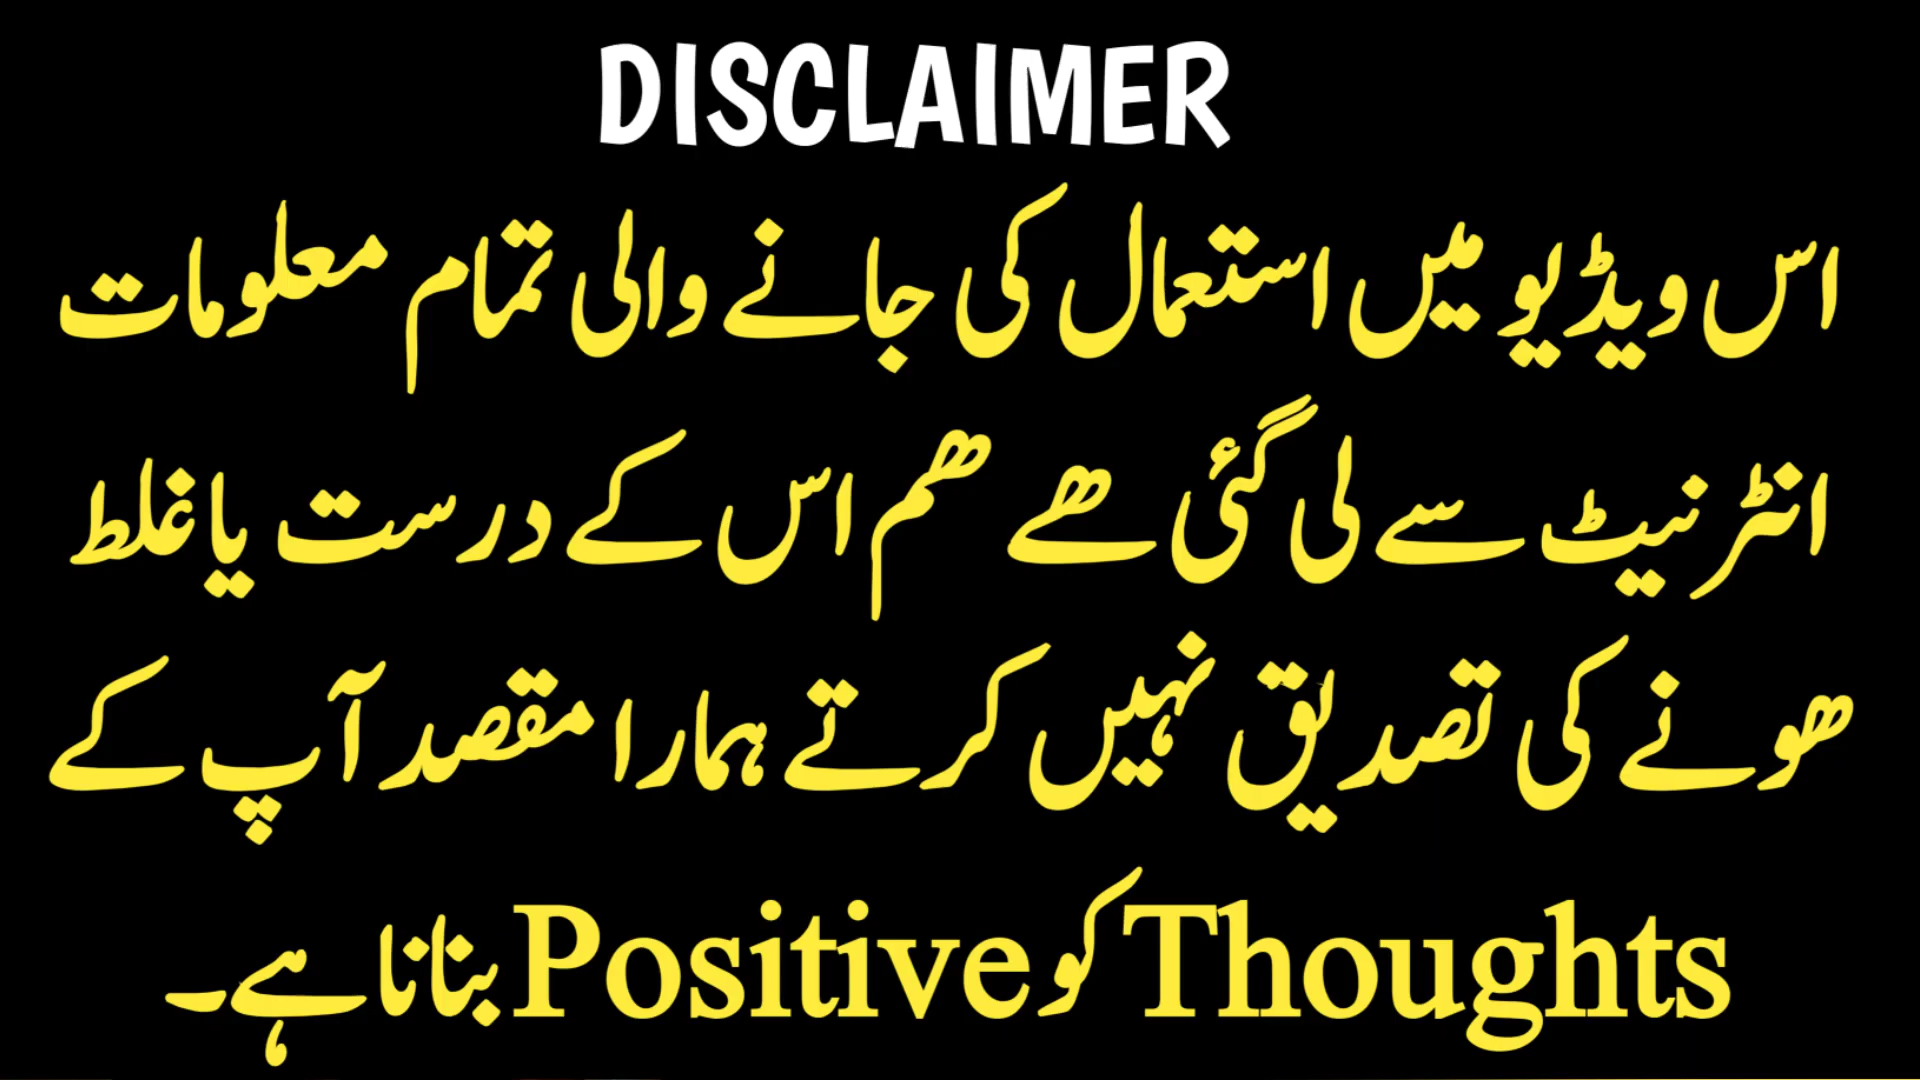 DISCLAIMER
اس ویڈیو میں استعمال کی جانے والی تمام معلومات
انٹرنیٹ سے لی گئی ھے ھم اس کے درست یا غلط
ھونے کی تصدیق نہیں کرتے ہمارا مقصد آپ کے
Thoughts کو Positive بنانا ہے۔